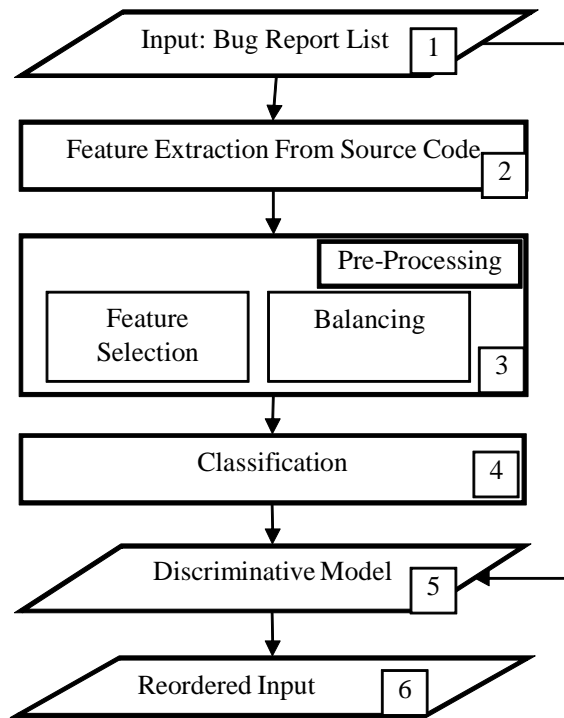 Input: Bug Report List
1
Feature Extraction From Source Code
2
Pre-Processing
Feature
Selection
Balancing
3
Classification
4
Discriminative Model
5
Reordered Input
6